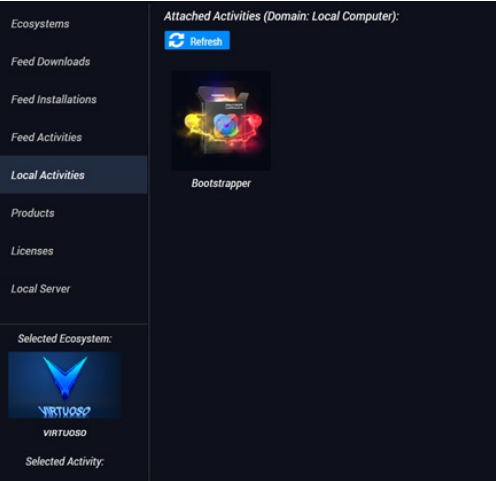 Ecosystems
Feed Downloads
Feed Installations
Feed Activities
Local Activities
Products
Licenses
Local Server
Selected Ecosystem:
VIRTUOSO
VIRTUOSO
Selected Activity:
Attached Activities (Domain: Local Computer):
Refresh
Bootstrapper